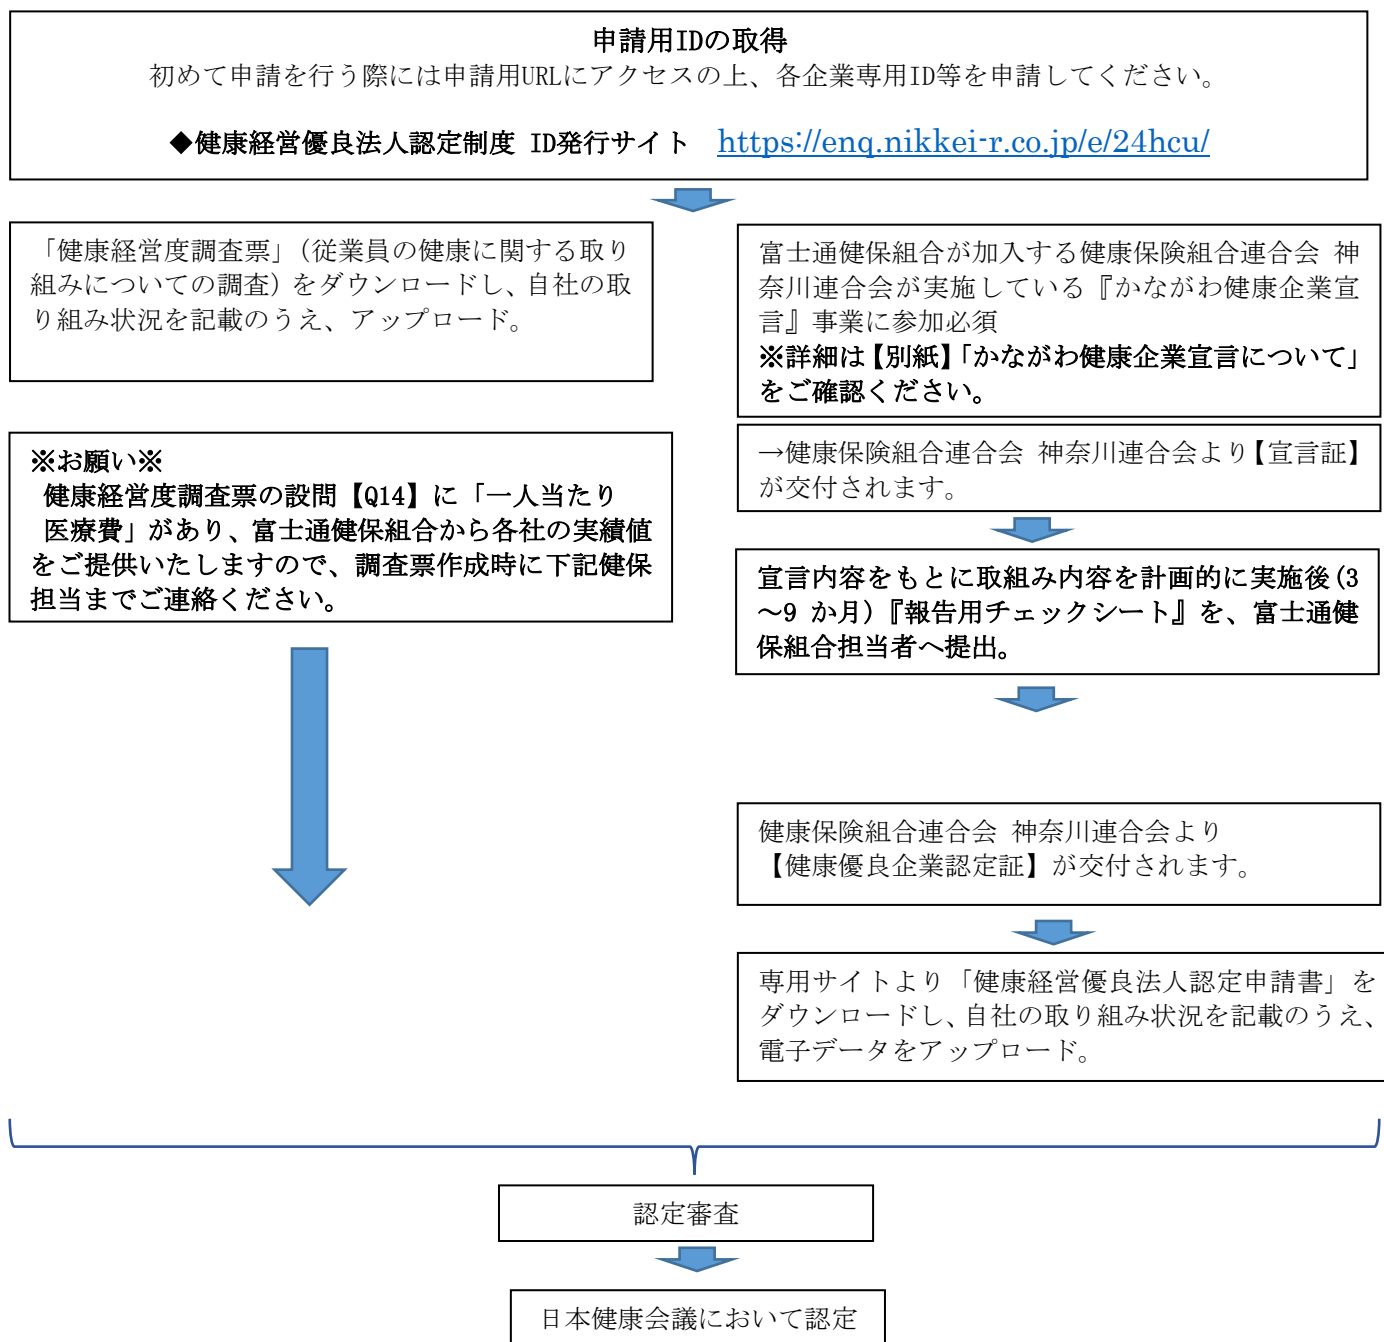 申請用IDの取得
初めて申請を行う際には申請用URLにアクセスの上、各企業専用ID等を申請してください。
◆健康経営優良法人認定制度 ID発行サイト https://enq.nikkei-r.co.jp/e/24hcu/
「健康経営度調査票」(従業員の健康に関する取り
組みについての調査)をダウンロードし、自社の取
り組み状況を記載のうえ、アップロード。
※お願い※
健康経営度調査票の設問【Q14】に「一人当たり
医療費」があり、富士通健保組合から各社の実績値
をご提供いたしますので、調査票作成時に下記健保
担当までご連絡ください。
富士通健保組合が加入する健康保険組合連合会 神
奈川連合会が実施している『かながわ健康企業宣
言』事業に参加必須
※詳細は【別紙】「かながわ健康企業宣言について」
をご確認ください。
→健康保険組合連合会 神奈川連合会より【宣言証】
が交付されます。
宣言内容をもとに取組み内容を計画的に実施後(3
～9 か月)『報告用チェックシート』を、富士通健
保組合担当者へ提出。
健康保険組合連合会 神奈川連合会より
【健康優良企業認定証】が交付されます。
専用サイトより「健康経営優良法人認定申請書」を
ダウンロードし、自社の取り組み状況を記載のうえ、
電子データをアップロード。
認定審査
日本健康会議において認定